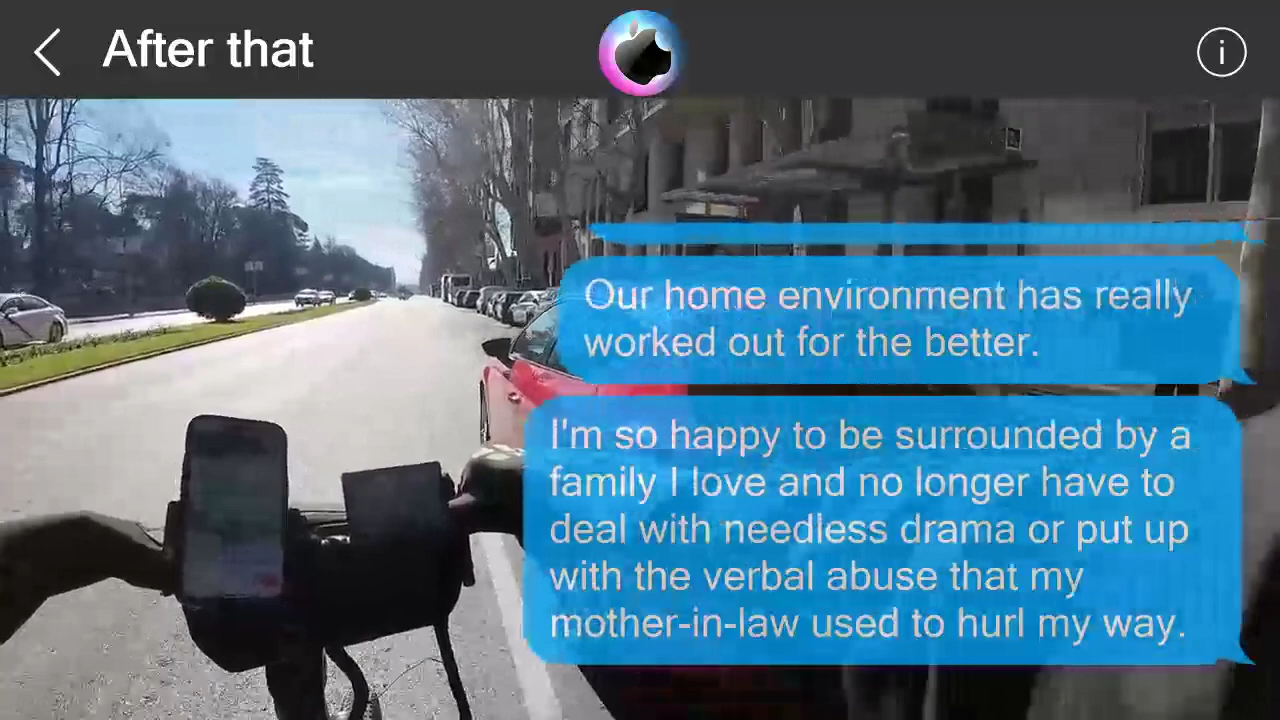 After that
i
Our home environment has really
worked out for the better.
I'm so happy to be surrounded by a
family I love and no longer have to
deal with needless drama or put up
with the verbal abuse that my
mother-in-law used to hurl my way.